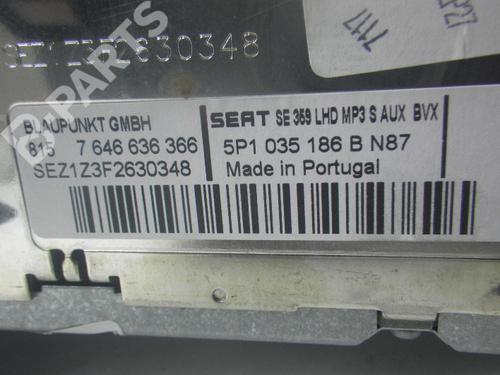 SEZ1Z3F2630348
BLAUPUNKT GMBH
815 7 646 636 366
SEZ1Z3F2630348
SEAT SE 359 LHD MP3 S AUX BVX
5P1 035 186 B N87
Made in Portugal